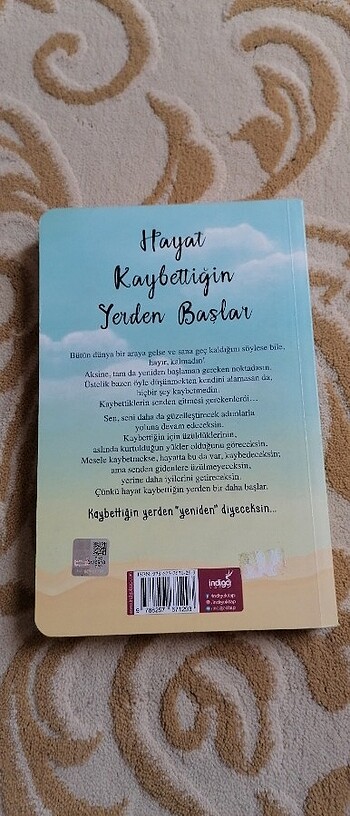 Hayat
Kaybettiğin
Yerden Başlar
Bütün dünya bir araya gelse ve sana geç kaldığını söylese bile,
hayır, kalmadın!
Aksine, tam da yeniden başlaman gereken noktadasın.
Üstelik bazen öyle düşünmekten kendini alamasan da,
hiçbir şey kaybetmedin.
Kaybettiklerin senden gitmesi gerekenlerdi…
Sen, seni daha da güzelleştirecek adımlarla
yoluna devam edeceksin.
Kaybettiğin için üzüldüklerinin,
aslında kurtulduğun yükler olduğunu göreceksin.
Mesele kaybetmekse, hayatta bu da var, kaybedeceksin;
ama senden gidenlere üzülmeyeceksin,
yerine daha iyilerini getireceksin.
Çünkü hayat kaybettiğin yerden bir daha başlar.
Kaybettiğin yerden "yeniden" diyeceksin...
indigo
/indigokitap
/indigokitap
/indigokitap